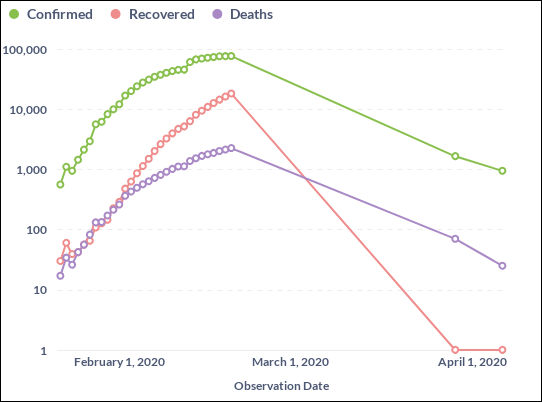 Confirmed Recovered Deaths
100,000
10,000
1,000
100
10
1
February 1, 2020 March 1, 2020 April 1, 2020
Observation Date